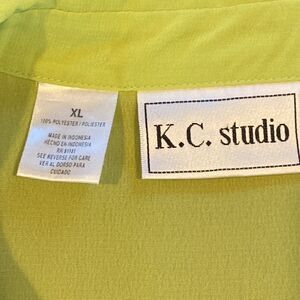 XL
100% POLYESTER / POLIESTER
MADE IN INDONESIA
HECHO EN INDONESIA
RN 81181
SEE REVERSE FOR CARE
VER AL DORSO PARA
CUIDADO
K.C. studio